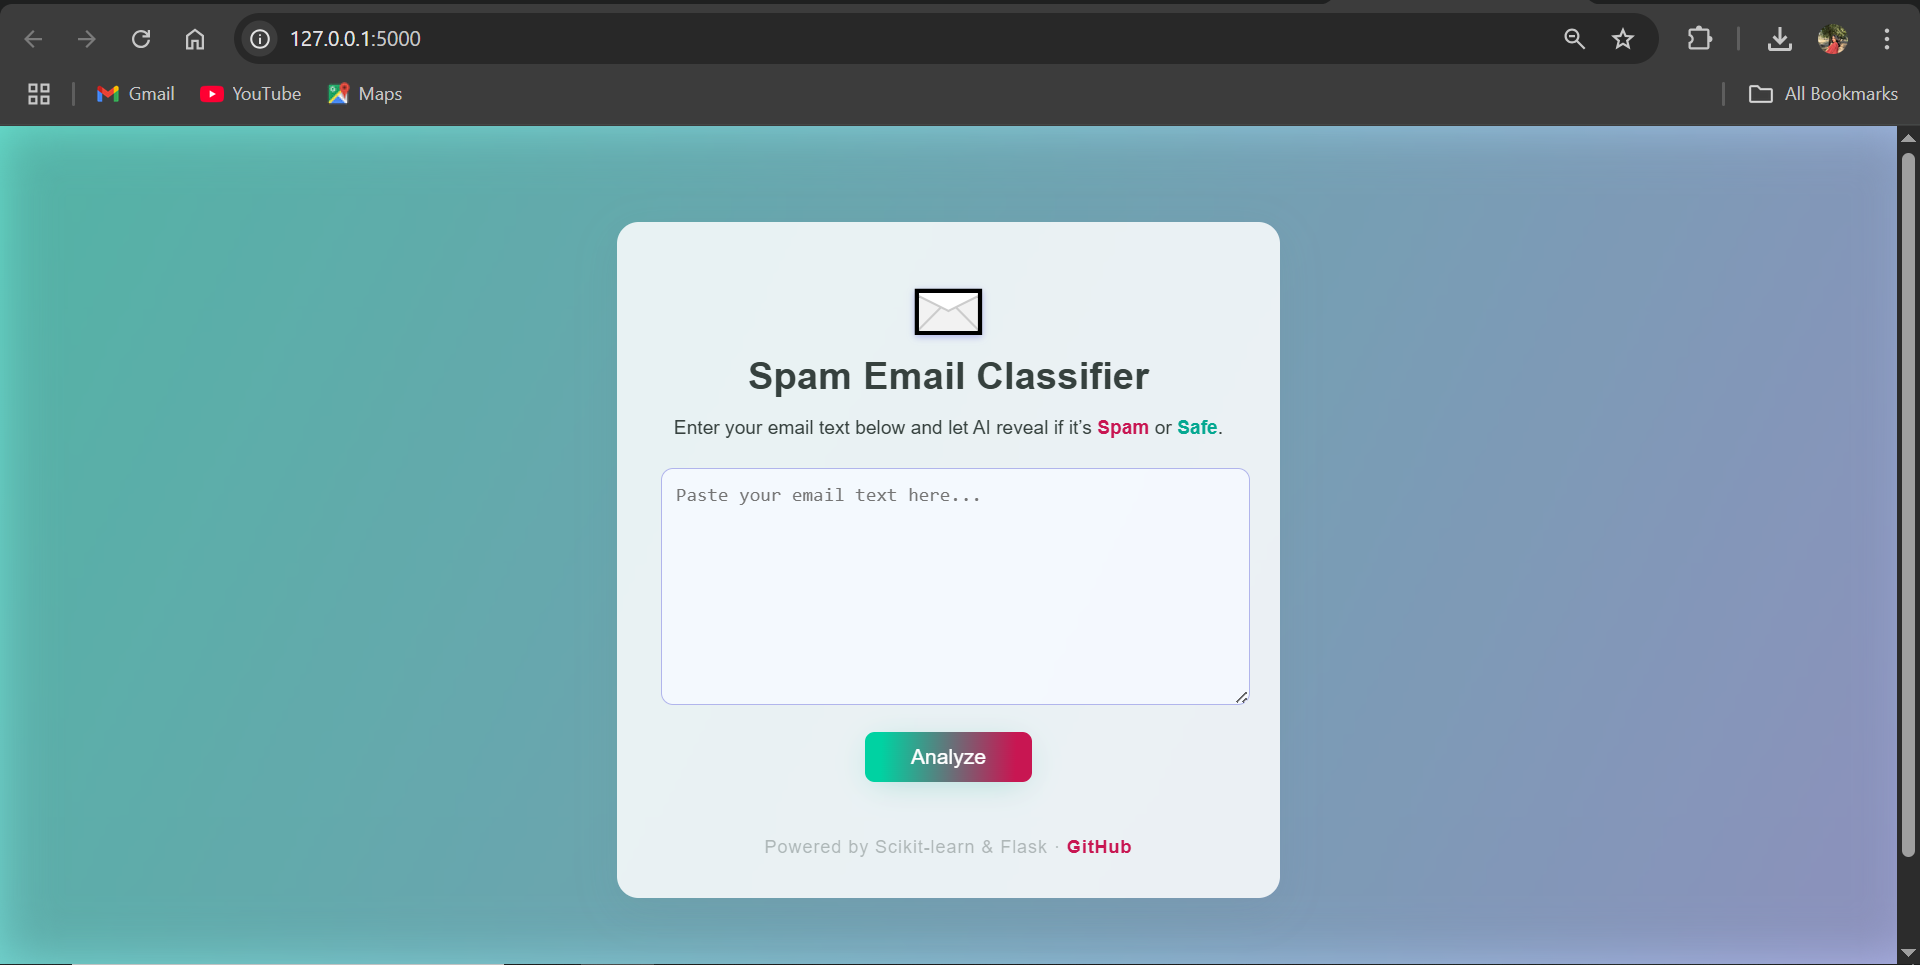 127.0.0.1:5000
Gmail YouTube Maps All Bookmarks
Spam Email Classifier
Enter your email text below and let AI reveal if it’s Spam or Safe.
Paste your email text here...
Analyze
Powered by Scikit-learn & Flask · GitHub